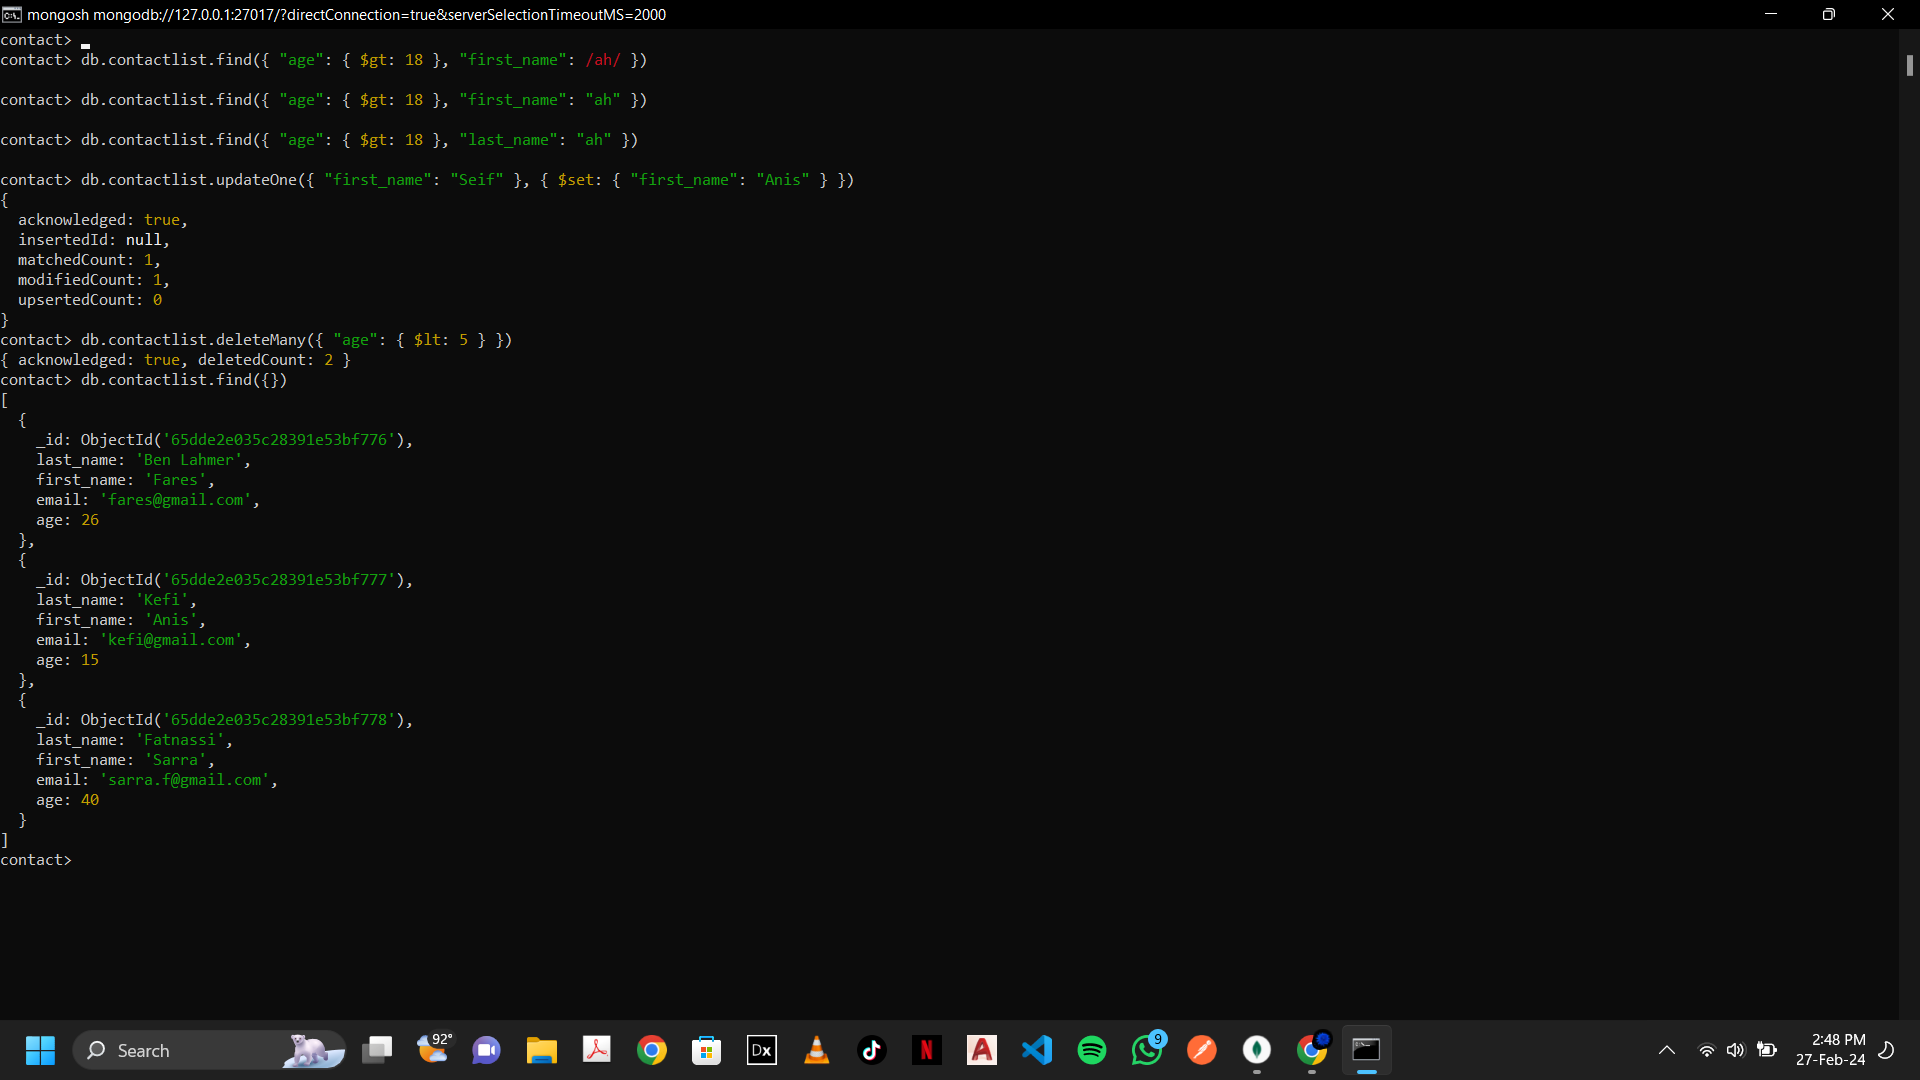 mongosh mongodb://127.0.0.1:27017/?directConnection=true&serverSelectionTimeoutMS=2000
contact>
contact> db.contactlist.find({ "age": { $gt: 18 }, "first_name": /ah/ })
contact> db.contactlist.find({ "age": { $gt: 18 }, "first_name": "ah" })
contact> db.contactlist.find({ "age": { $gt: 18 }, "last_name": "ah" })
contact> db.contactlist.updateOne({ "first_name": "Seif" }, { $set: { "first_name": "Anis" } })
{
  acknowledged: true,
  insertedId: null,
  matchedCount: 1,
  modifiedCount: 1,
  upsertedCount: 0
}
contact> db.contactlist.deleteMany({ "age": { $lt: 5 } })
{ acknowledged: true, deletedCount: 2 }
contact> db.contactlist.find({})
[
  {
    _id: ObjectId('65dde2e035c28391e53bf776'),
    last_name: 'Ben Lahmer',
    first_name: 'Fares',
    email: 'fares@gmail.com',
    age: 26
  },
  {
    _id: ObjectId('65dde2e035c28391e53bf777'),
    last_name: 'Kefi',
    first_name: 'Anis',
    email: 'kefi@gmail.com',
    age: 15
  },
  {
    _id: ObjectId('65dde2e035c28391e53bf778'),
    last_name: 'Fatnassi',
    first_name: 'Sarra',
    email: 'sarra.f@gmail.com',
    age: 40
  }
]
contact>
Search
92°
Dx
N
A
9
2:48 PM
27-Feb-24